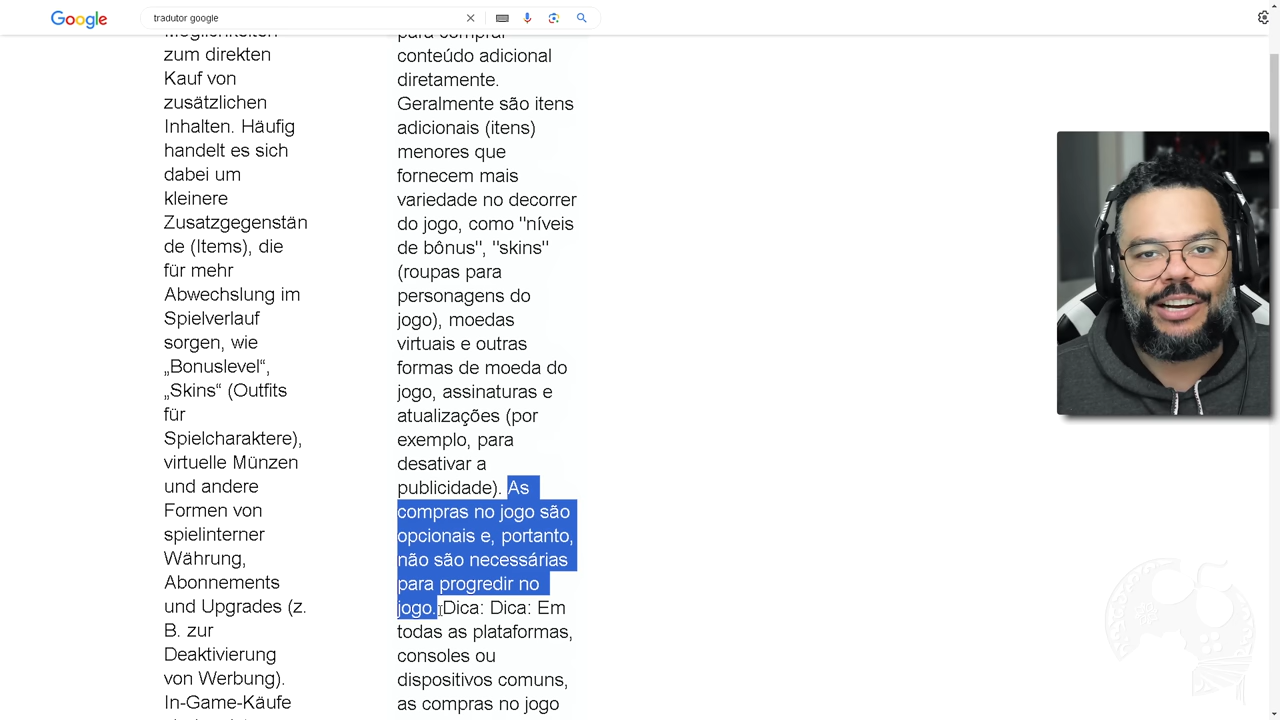 Google
tradutor google
Möglichkeiten
zum direkten
Kauf von
zusätzlichen
Inhalten. Häufig
handelt es sich
dabei um
kleinere
Zusatzgegenstän
de (Items), die
für mehr
Abwechslung im
Spielverlauf
sorgen, wie
„Bonuslevel“,
„Skins“ (Outfits
für
Spielcharaktere),
virtuelle Münzen
und andere
Formen von
spielinterner
Währung,
Abonnements
und Upgrades (z.
B. zur
Deaktivierung
von Werbung).
In-Game-Käufe
para comprar
conteúdo adicional
diretamente.
Geralmente são itens
adicionais (itens)
menores que
fornecem mais
variedade no decorrer
do jogo, como "níveis
de bônus", "skins"
(roupas para
personagens do
jogo), moedas
virtuais e outras
formas de moeda do
jogo, assinaturas e
atualizações (por
exemplo, para
desativar a
publicidade). As
compras no jogo são
opcionais e, portanto,
não são necessárias
para progredir no
jogo. Dica: Dica: Em
todas as plataformas,
consoles ou
dispositivos comuns,
as compras no jogo